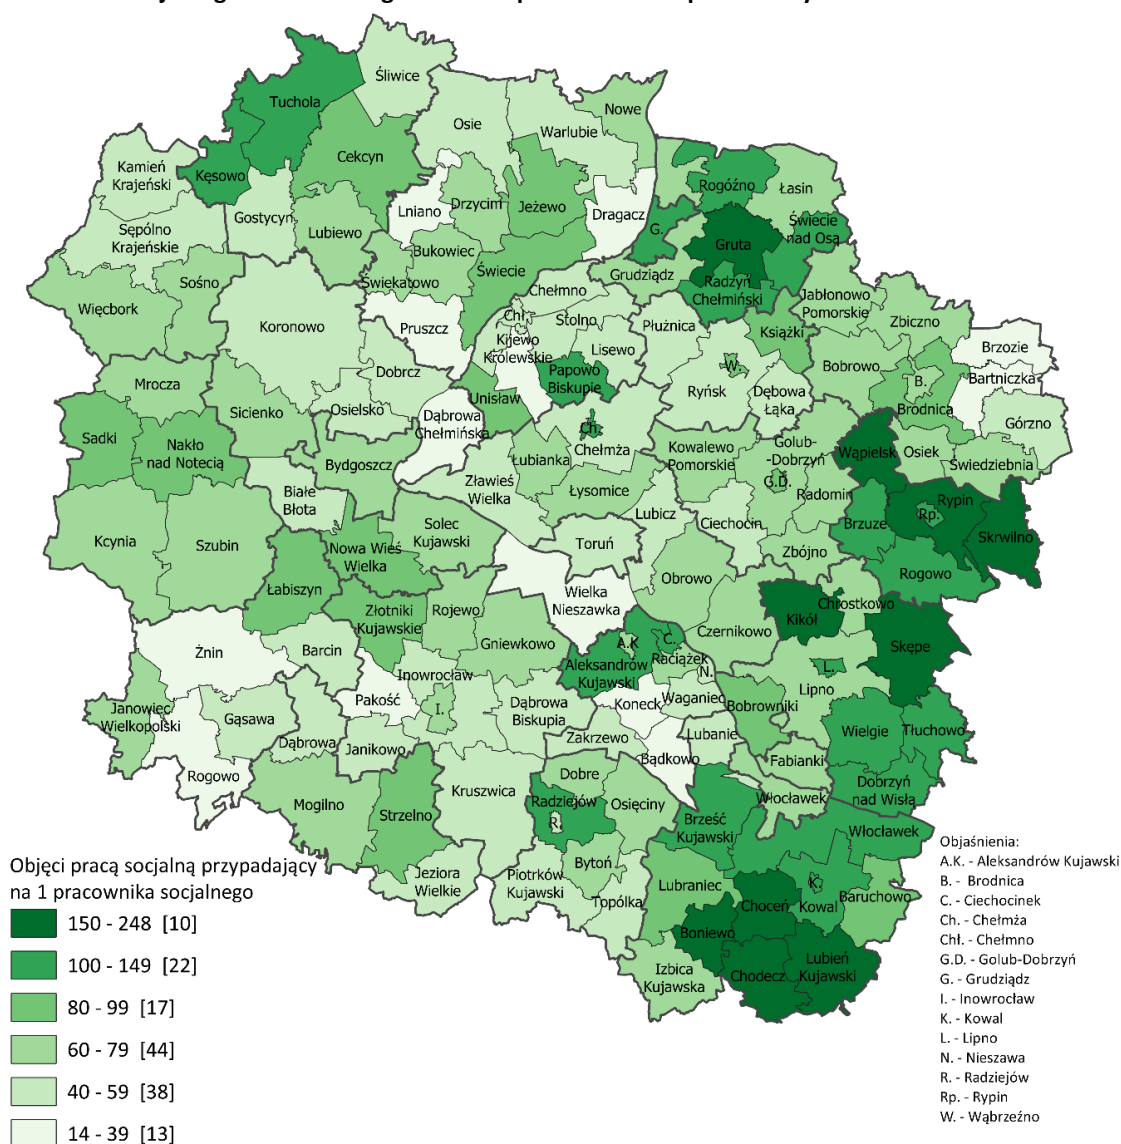 Śliwice
Tuchola
Nowe
Osie
Warlubie
Cekcyn
Kamień
Krajeński
Kęsowo
Rogóźno
Łasin
Drzycim
Jeżewo
Lniano
Dragacz
Gostycyn
Świecie
nad Osą
G.
Sępólno
Krajeńskie
Lubiewo
Gruta
Bukowiec
Świecie
Grudziądz
Radzyń
Chełmiński
Sośno
Świekatowo
Chełmno
Jabłonowo
Pomorskie
Więcbork
Chł.
Stolno
Zbiczno
Koronowo
Pruszcz
Płużnica
Książki
Kijewo
Królewskie
Lisewo
Brzozie
W.
Bobrowo
Bartniczka
Dobrcz
Papowo
Biskupie
B.
Mrocza
Ryńsk
Dębowa
Łąka
Unisław
Sicienko
Osielsko
Brodnica
Dąbrowa
Chełmińska
Górzno
Ch.
Sadki
Nakło
nad Notecią
Chełmża
Kowalewo
Pomorskie
Golub-
-Dobrzyń
Wąpielsk
Osiek
Łubianka
Bydgoszcz
Świedziebnia
G.D.
Zławieś
Wielka
Łysomice
Radomin
Białe
Błota
Rypin
Rp.
Lubicz
Ciechocin
Brzuze
Solec
Kujawski
Skrwilno
Kcynia
Szubin
Toruń
Nowa Wieś
Wielka
Zbójno
Rogowo
Łabiszyn
Obrowo
Wielka
Nieszawka
Chrostkowo
Złotniki
Kujawskie
Rojewo
Kikół
Czernikowo
Gniewkowo
A.K
C.
Skępe
Żnin
Barcin
Raciążek
Aleksandrów
Kujawski
L.
N.
Inowrocław
Lipno
Pakość
Koneck
Waganiec
Janowiec
Wielkopolski
I.
Dąbrowa
Biskupia
Bobrowniki
Gąsawa
Wielgie
Tłuchowo
Zakrzewo
Lubanie
Dąbrowa
Janikowo
Bądkowo
Fabianki
Rogowo
Dobre
Dobrzyń
nad Wisłą
Kruszwica
Włocławek
Mogilno
Radziejów
Osięciny
Strzelno
R.
Brześć
Kujawski
Włocławek
Bytoń
Jeziora
Wielkie
Piotrków
Kujawski
Lubraniec
K.
Baruchowo
Topólka
Choceń
Kowal
Boniewo
Lubień
Kujawski
Izbica
Kujawska
Chodecz
Objęci pracą socjalną przypadający
na 1 pracownika socjalnego
150 - 248 [10]
100 - 149 [22]
80 - 99 [17]
60 - 79 [44]
40 - 59 [38]
14 - 39 [13]
Objaśnienia:
A.K. - Aleksandrów Kujawski
B. - Brodnica
C. - Ciechocinek
Ch. - Chełmża
Chł. - Chełmno
G.D. - Golub-Dobrzyń
G. - Grudziądz
I. - Inowrocław
K. - Kowal
L. - Lipno
N. - Nieszawa
R. - Radziejów
Rp. - Rypin
W. - Wąbrzeźno